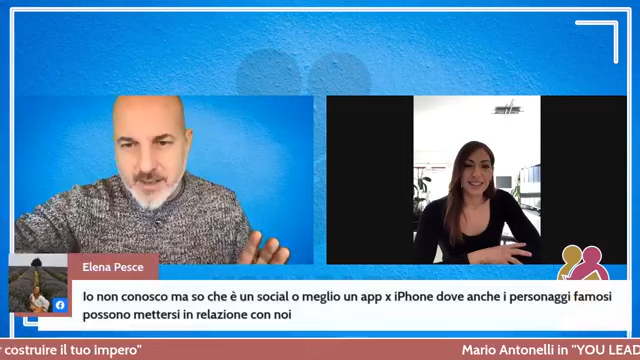 Elena Pesce
Io non conosco ma so che è un social o meglio un app x iPhone dove anche i personaggi famosi
possono mettersi in relazione con noi
costruire il tuo impero" Mario Antonelli in "YOU LEAD